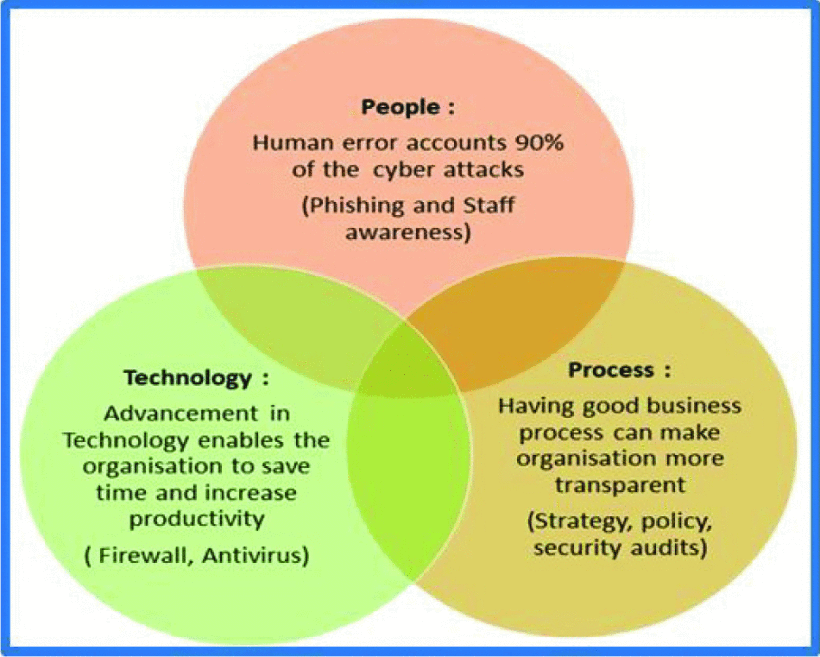 People :
Human error accounts 90%
of the cyber attacks
(Phishing and Staff
awareness)
Technology :
Advancement in
Technology enables the
organisation to save
time and increase
productivity
( Firewall, Antivirus)
Process :
Having good business
process can make
organisation more
transparent
(Strategy, policy,
security audits)